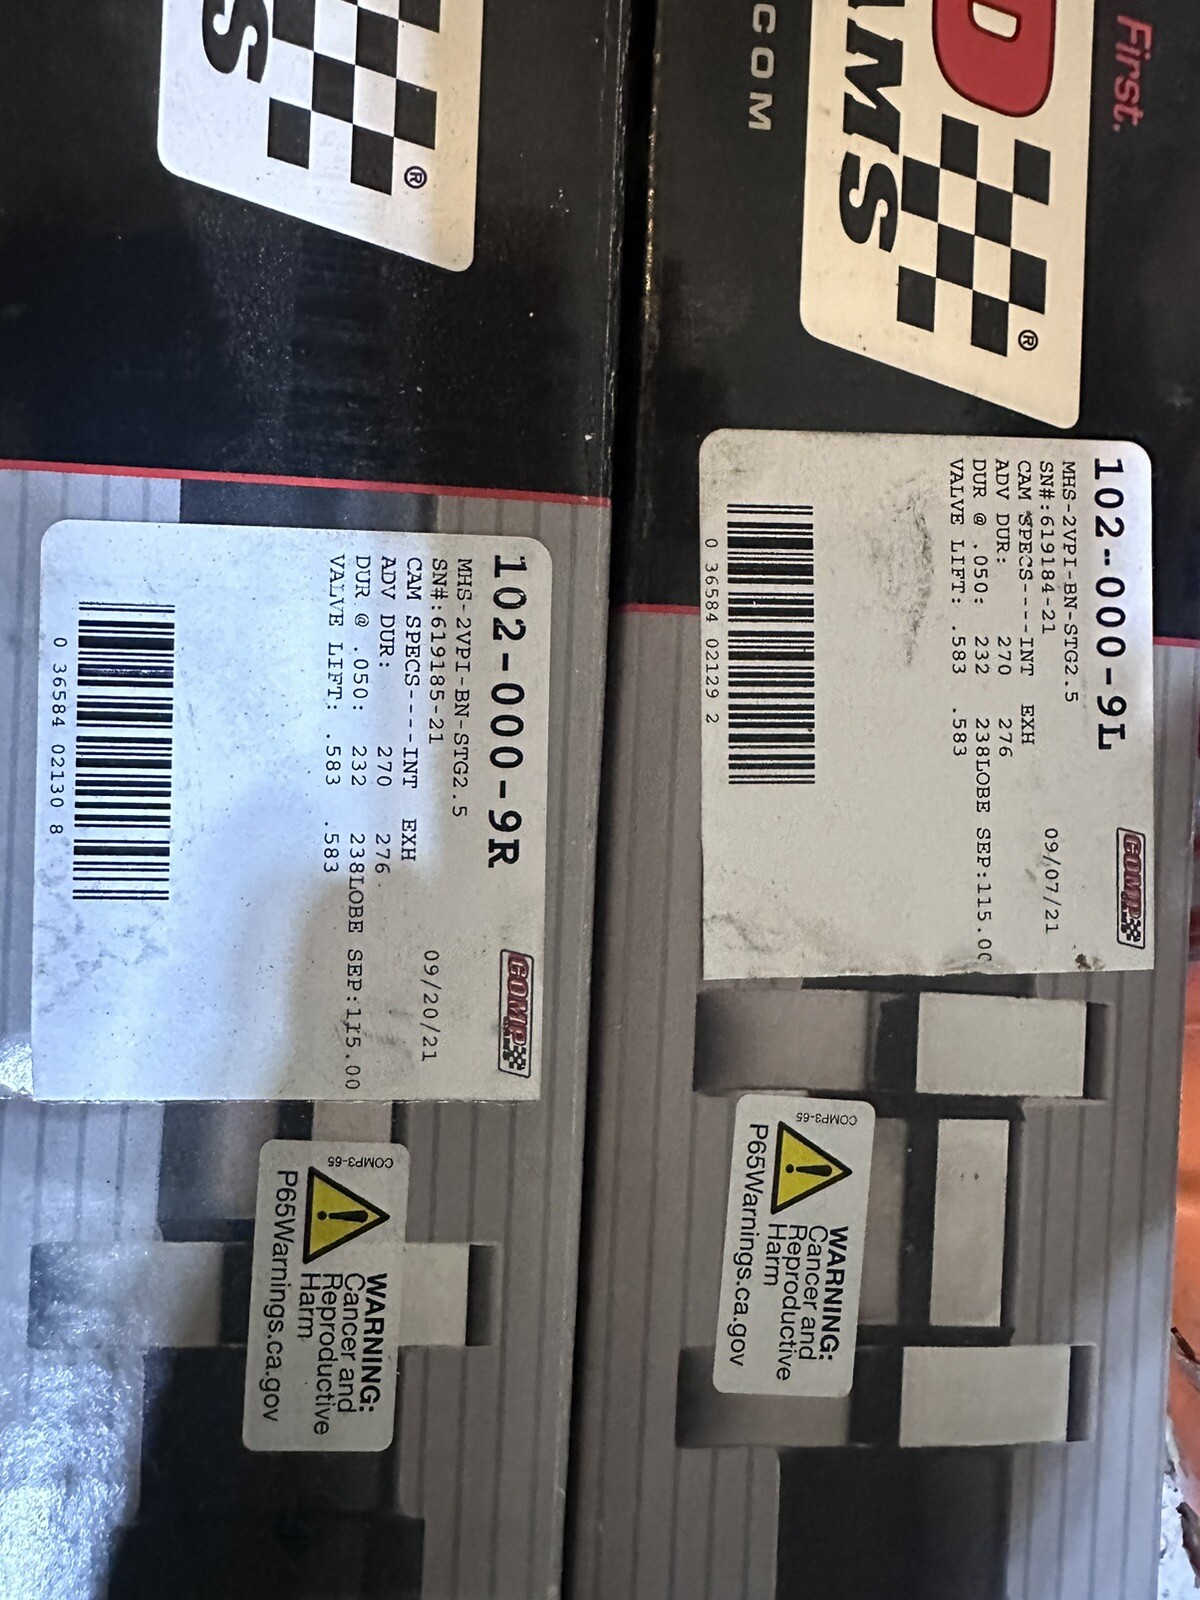 S
®
COM
First.
D
AMS
®
102-000-9R
MHS-2VPI-BN-STG2.5
SN#:619185-21 09/20/21
CAM SPECS----INT EXH
ADV DUR: 270 276
DUR @ .050: 232 238LOBE SEP:115.00
VALVE LIFT: .583 .583
0 36584 02130 8
COMP
COMP3-65
WARNING:
Cancer and
Reproductive
Harm
P65Warnings.ca.gov
102-000-9L
MHS-2VPI-BN-STG2.5
SN#:619184-21 09/07/21
CAM SPECS----INT EXH
ADV DUR: 270 276
DUR @ .050: 232 238LOBE SEP:115.00
VALVE LIFT: .583 .583
0 36584 02129 2
COMP
COMP3-65
WARNING:
Cancer and
Reproductive
Harm
P65Warnings.ca.gov